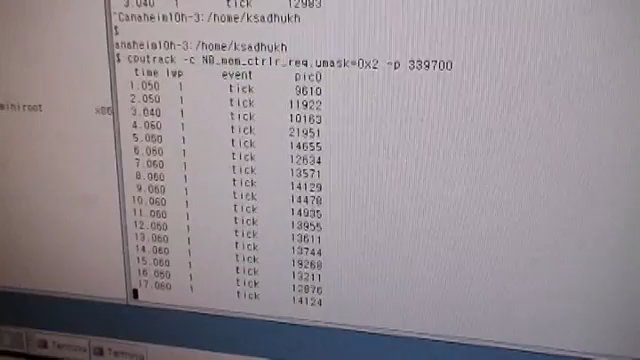 3.040 1 tick 12983
^Canaheim10h-3:/home/ksadhukh
$
anaheim10h-3:/home/ksadhukh
$ cputrack -c NB_mem_ctrlr_req,umask=0x2 -p 339700
time lwp event pic0
1.050 1 tick 9610
2.050 1 tick 11922
3.040 1 tick 10163
4.060 1 tick 21951
5.060 1 tick 14655
6.060 1 tick 12634
7.060 1 tick 13571
8.060 1 tick 14129
9.060 1 tick 14478
10.060 1 tick 14935
11.060 1 tick 13955
12.060 1 tick 13611
13.060 1 tick 13744
14.060 1 tick 19268
15.060 1 tick 13211
16.060 1 tick 12876
17.060 1 tick 14124
miniroot x86
Termina
Termina